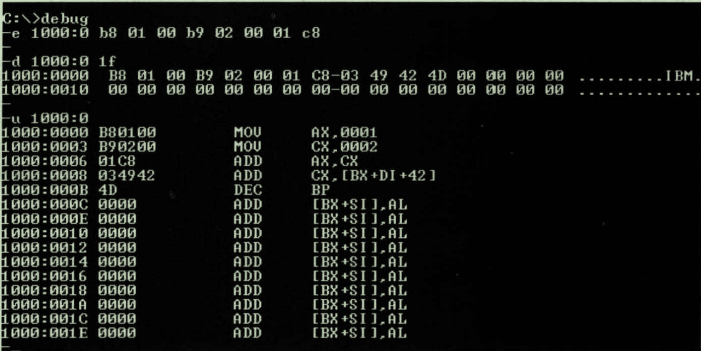 C:\>debug
-e 1000:0 b8 01 00 b9 02 00 01 c8
-
-d 1000:0 1f
1000:0000 B8 01 00 B9 02 00 01 C8-03 49 42 4D 00 00 00 00 .........IBM.
1000:0010 00 00 00 00 00 00 00 00-00 00 00 00 00 00 00 00 .............
-
-u 1000:0
1000:0000 B80100 MOV AX,0001
1000:0003 B90200 MOV CX,0002
1000:0006 01C8 ADD AX,CX
1000:0008 034942 ADD CX,[BX+DI+42]
1000:000B 4D DEC BP
1000:000C 0000 ADD [BX+SI],AL
1000:000E 0000 ADD [BX+SI],AL
1000:0010 0000 ADD [BX+SI],AL
1000:0012 0000 ADD [BX+SI],AL
1000:0014 0000 ADD [BX+SI],AL
1000:0016 0000 ADD [BX+SI],AL
1000:0018 0000 ADD [BX+SI],AL
1000:001A 0000 ADD [BX+SI],AL
1000:001C 0000 ADD [BX+SI],AL
1000:001E 0000 ADD [BX+SI],AL
-